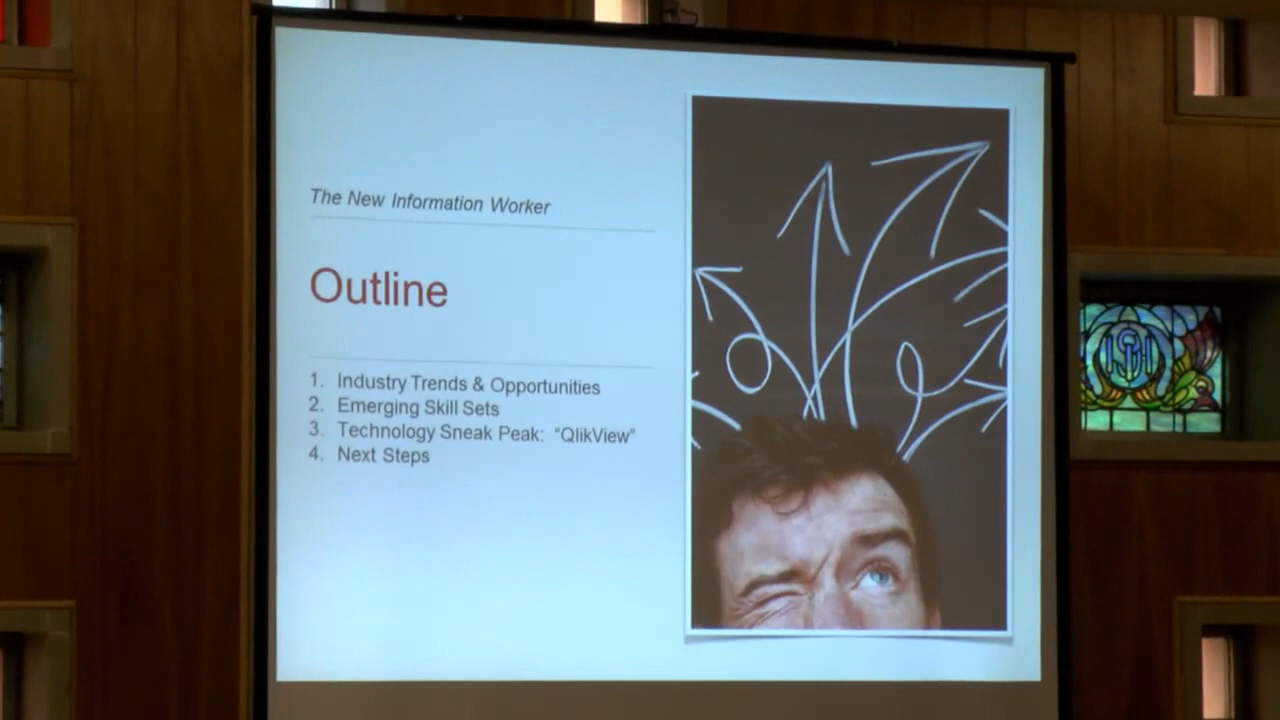 The New Information Worker
Outline
1. Industry Trends & Opportunities
2. Emerging Skill Sets
3. Technology Sneak Peak: "QlikView"
4. Next Steps